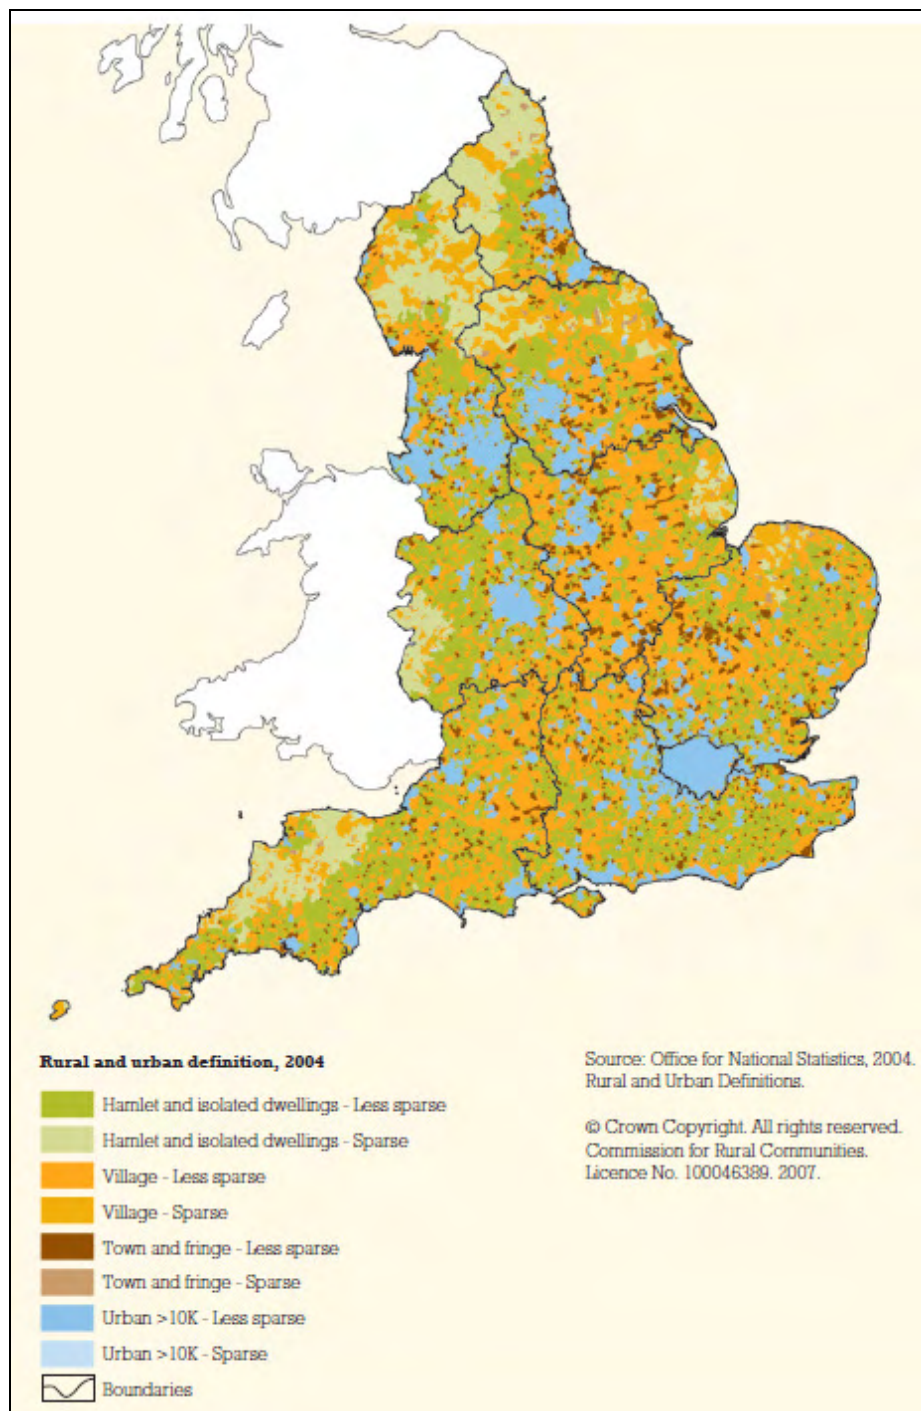 Rural and urban definition, 2004
Hamlet and isolated dwellings - Less sparse
Hamlet and isolated dwellings - Sparse
Village - Less sparse
Village - Sparse
Town and fringe - Less sparse
Town and fringe - Sparse
Urban >10K - Less sparse
Urban >10K - Sparse
Boundaries
Source: Office for National Statistics, 2004.
Rural and Urban Definitions.
© Crown Copyright. All rights reserved.
Commission for Rural Communities.
Licence No. 100046389. 2007.